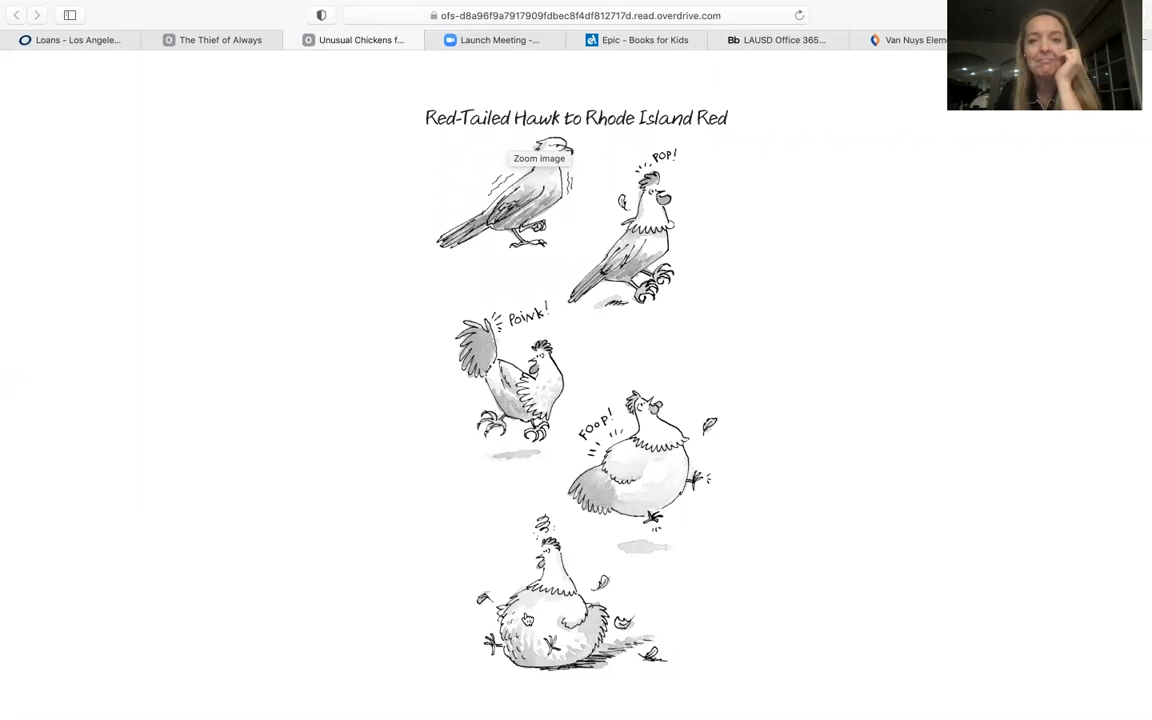 ofs-d8a96f9a7917909fdbec8f4df812717d.read.overdrive.com
Loans - Los Angele...
The Thief of Always
Unusual Chickens f...
Launch Meeting -...
Epic - Books for Kids
Bb LAUSD Office 365...
Van Nuys Elem
Red-Tailed Hawk to Rhode Island Red
Zoom image
POP!
POINK!
FOOP!